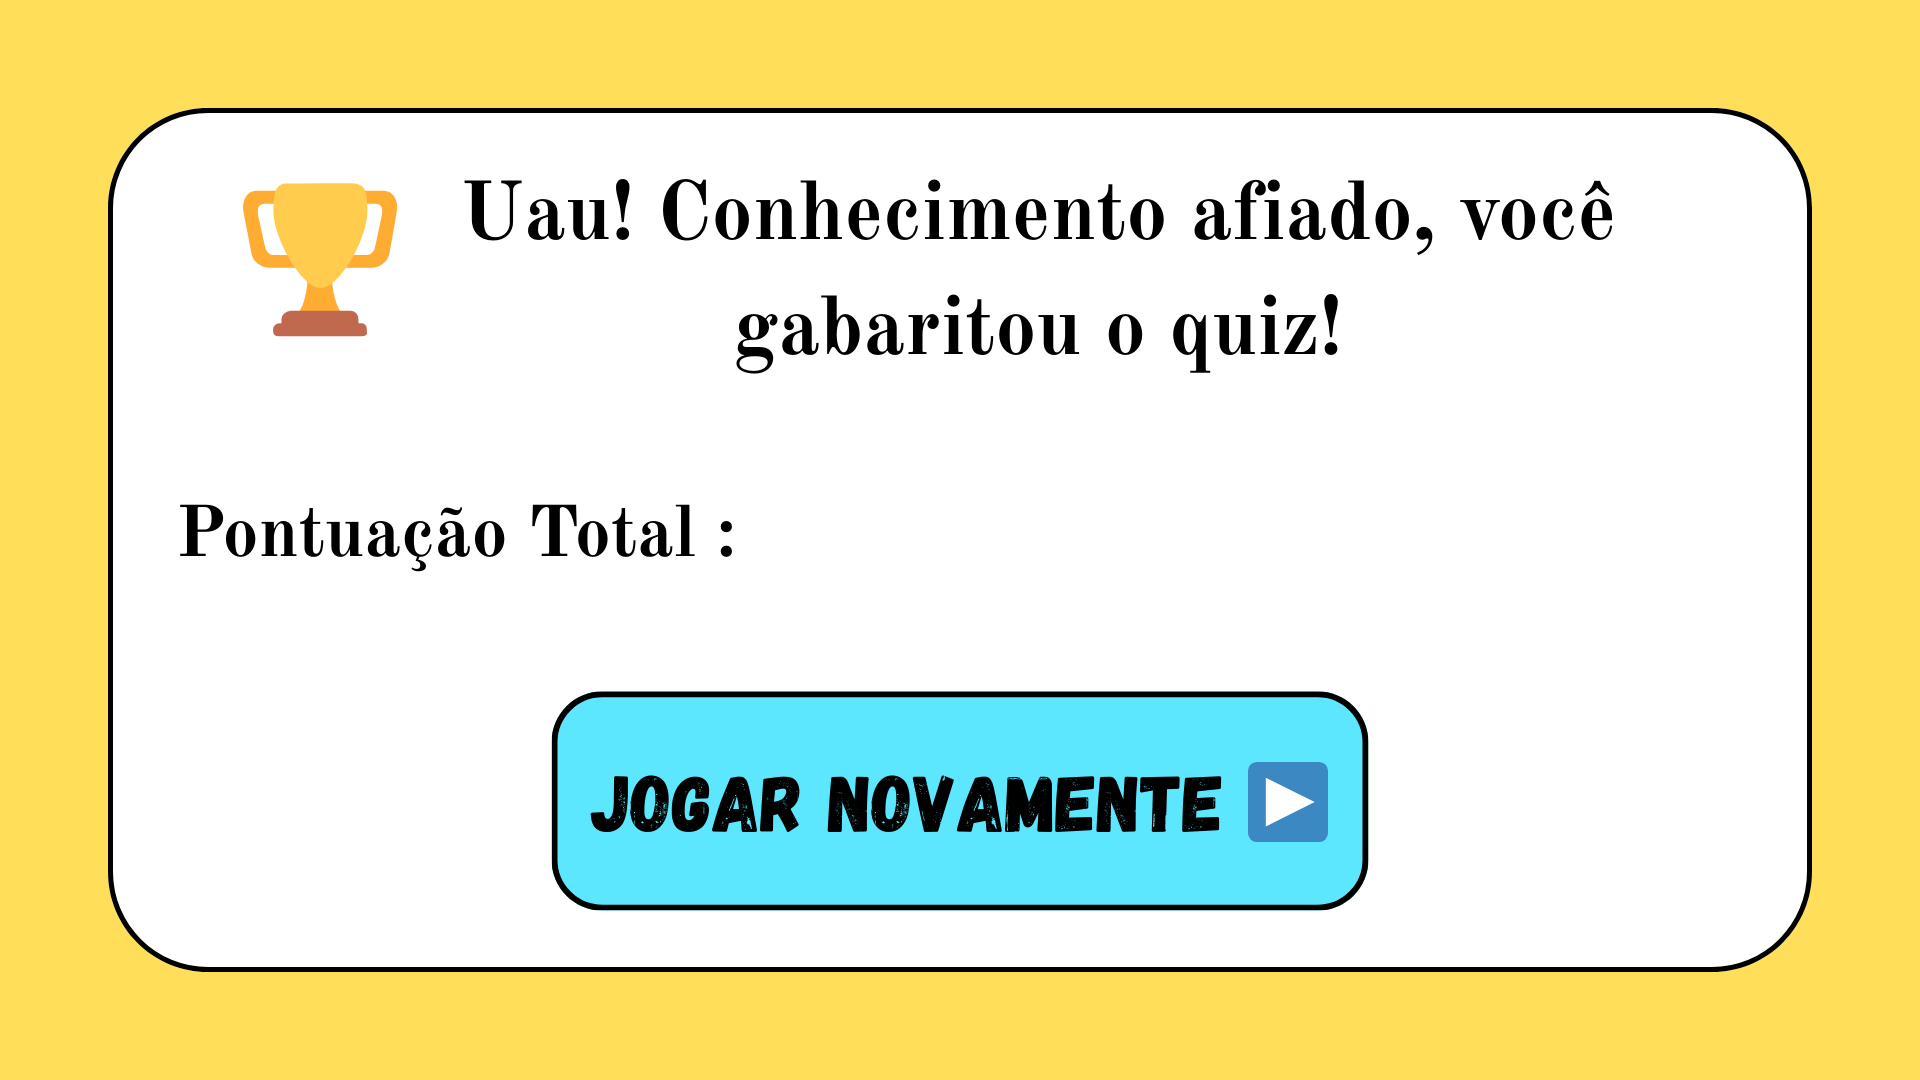 Uau! Conhecimento afiado, você
gabaritou o quiz!
Pontuação Total :
JOGAR NOVAMENTE